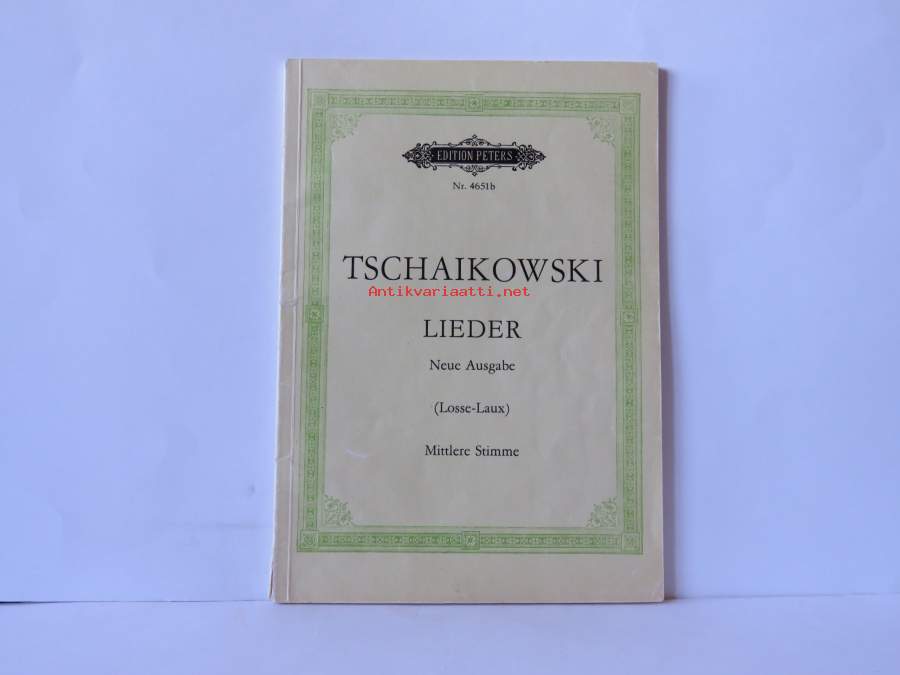 EDITION PETERS
Nr. 4651b
TSCHAIKOWSKI
Antikvariaatti.net
LIEDER
Neue Ausgabe
(Losse-Laux)
Mittlere Stimme